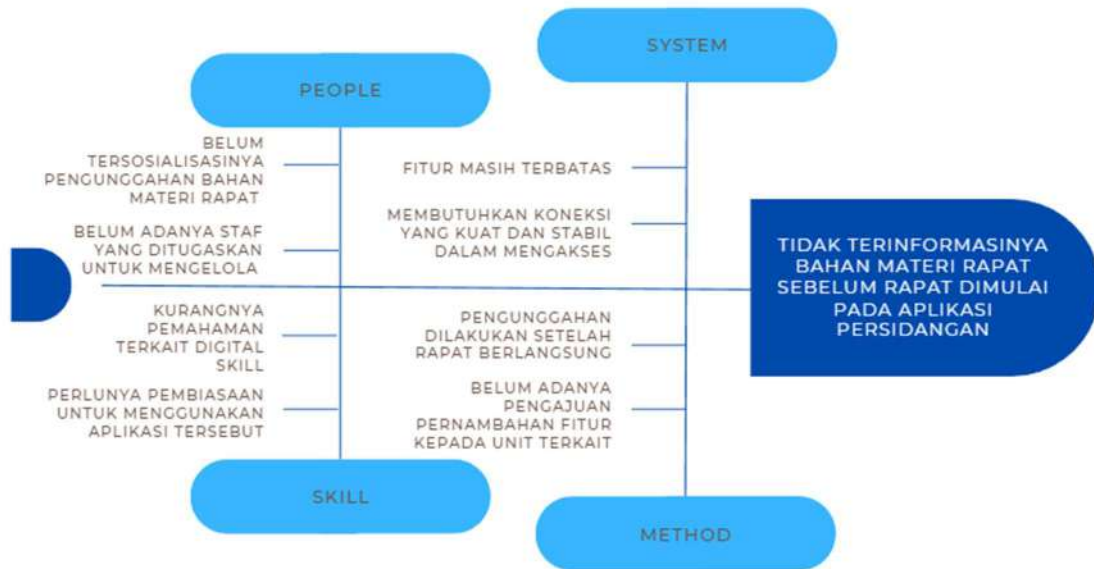 PEOPLE
BELUM
TERSOSIALISASINYA
PENGUNGGAHAN BAHAN
MATERI RAPAT
BELUM ADANYA STAF
YANG DITUGASKAN
UNTUK MENGELOLA
SYSTEM
FITUR MASIH TERBATAS
MEMBUTUHKAN KONEKSI
YANG KUAT DAN STABIL
DALAM MENGAKSES
KURANGNYA
PEMAHAMAN
TERKAIT DIGITAL
SKILL
PERLUNYA PEMBIASAAN
UNTUK MENGGUNAKAN
APLIKASI TERSEBUT
SKILL
PENGUNGGAHAN
DILAKUKAN SETELAH
RAPAT BERLANGSUNG
BELUM ADANYA
PENGAJUAN
PERNAMBAHAN FITUR
KEPADA UNIT TERKAIT
METHOD
TIDAK TERINFORMASINYA
BAHAN MATERI RAPAT
SEBELUM RAPAT DIMULAI
PADA APLIKASI
PERSIDANGAN